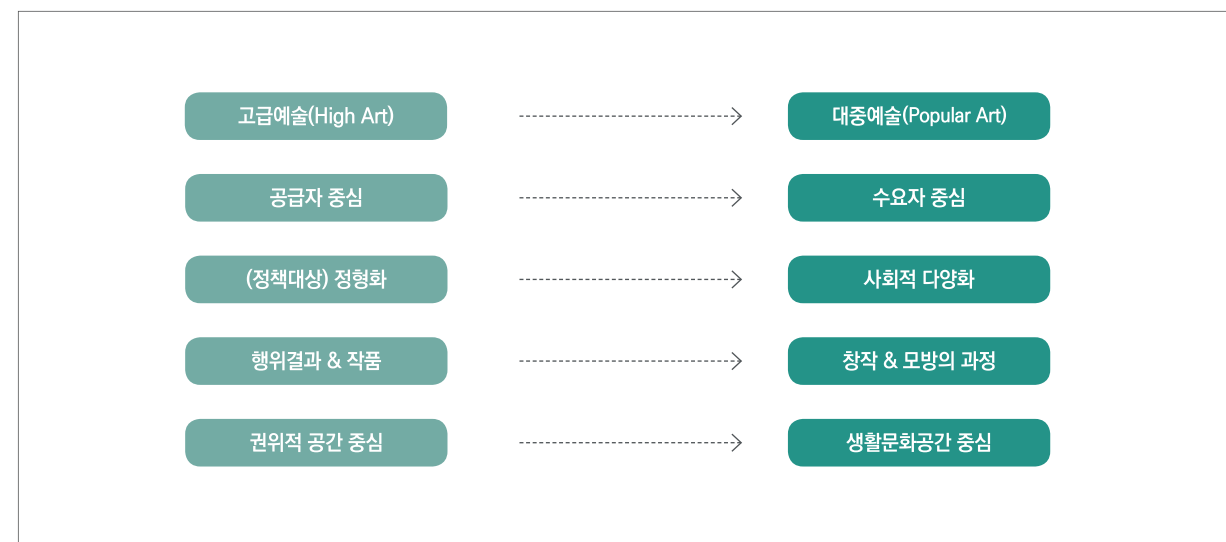 고급예술(High Art)
대중예술(Popular Art)
공급자 중심
수요자 중심
(정책대상) 정형화
사회적 다양화
행위결과 & 작품
창작 & 모방의 과정
권위적 공간 중심
생활문화공간 중심